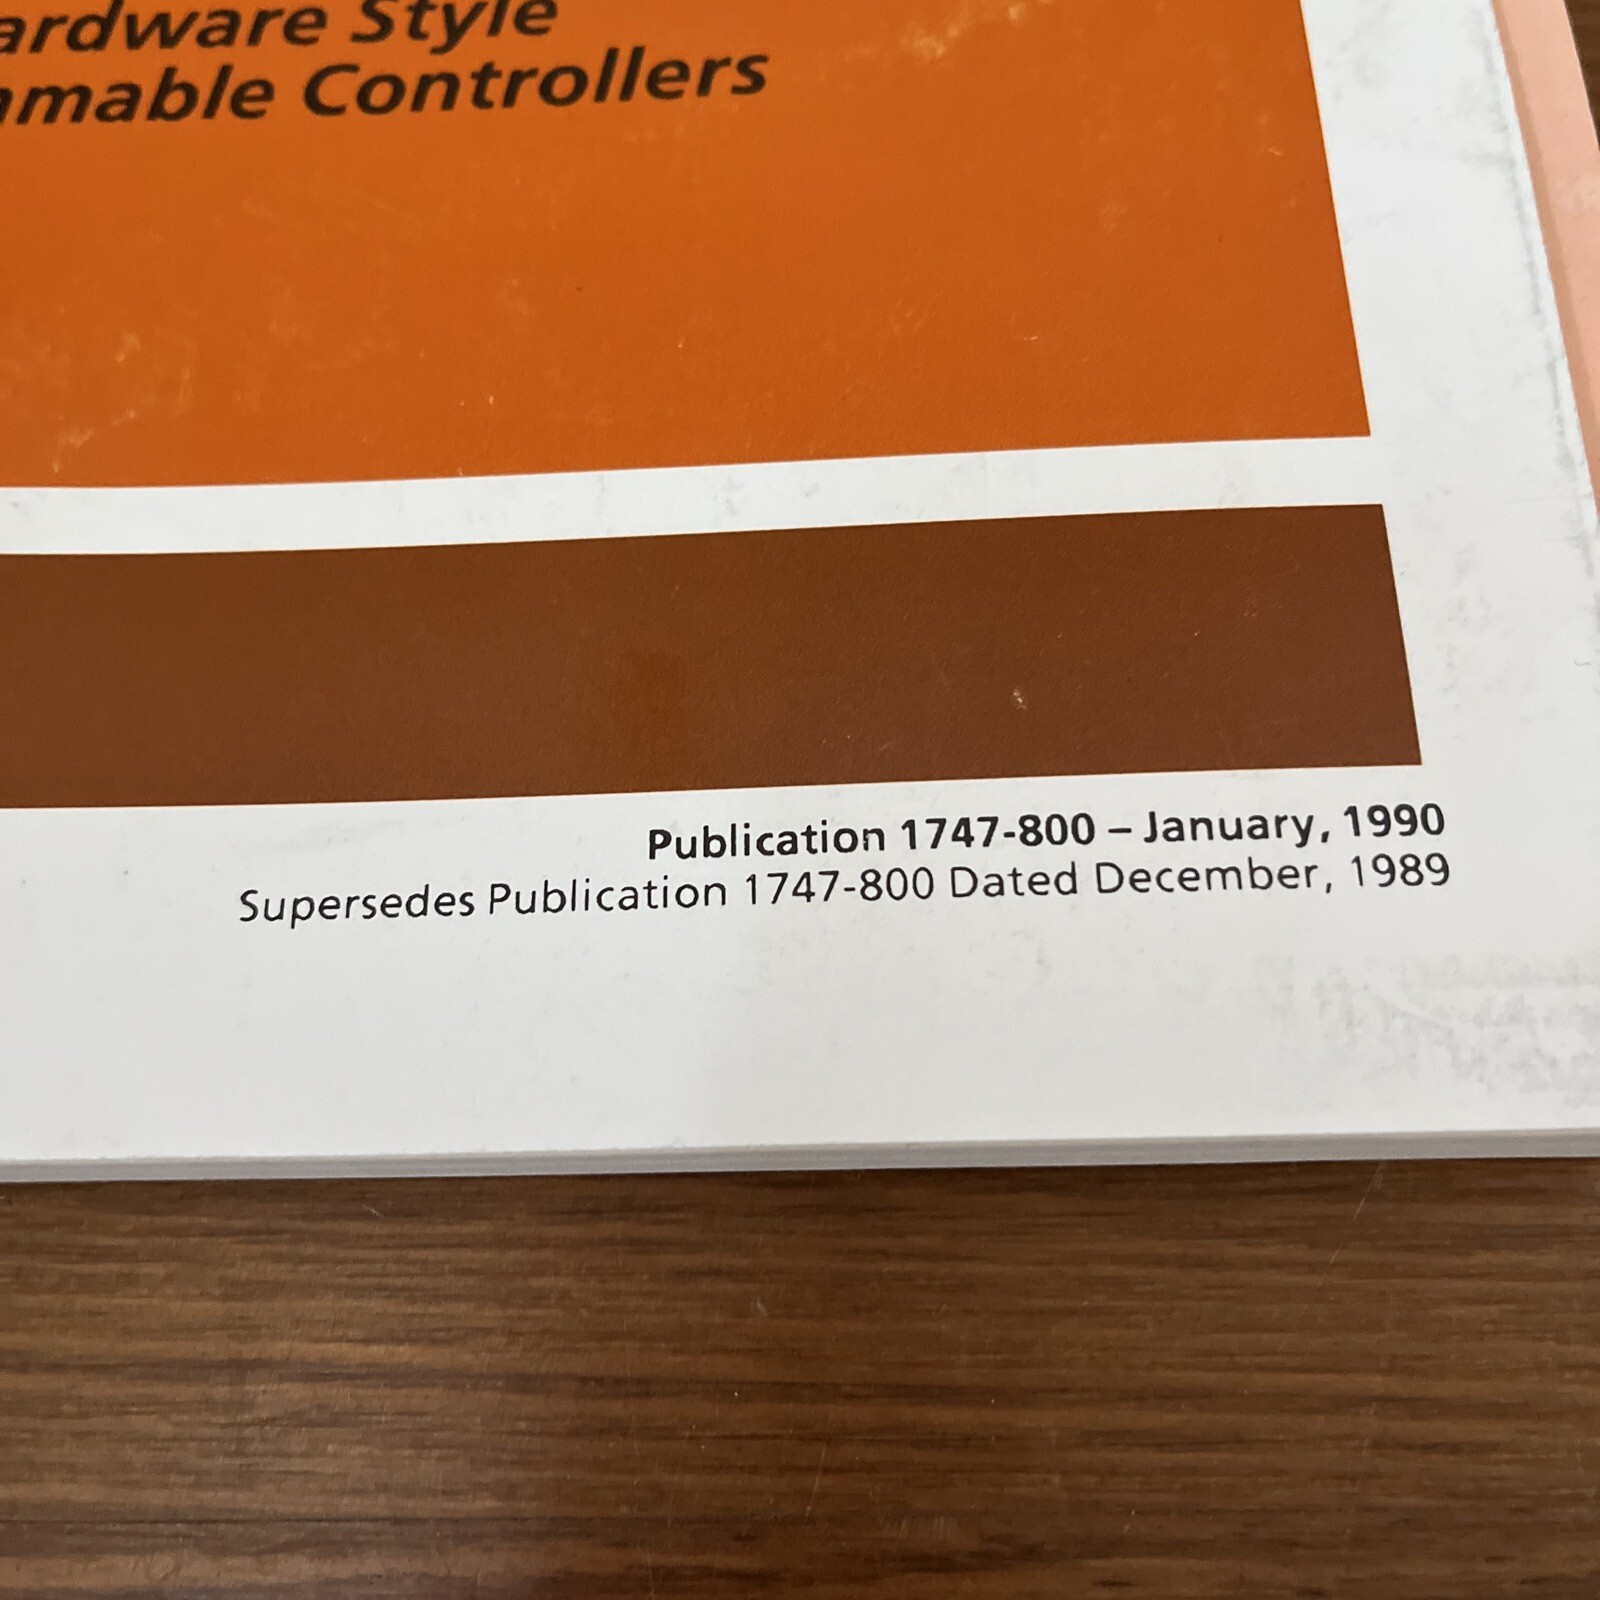 ardware Style
mable Controllers
Publication 1747-800 – January, 1990
Supersedes Publication 1747-800 Dated December, 1989